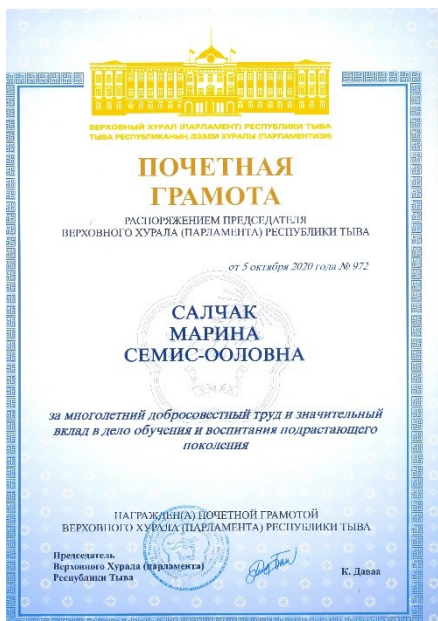 ВЕРХОВНЫЙ ХУРАЛ (ПАРЛАМЕНТ) РЕСПУБЛИКИ ТЫВА
ТЫВА РЕСПУБЛИКАНЫҢ ДЭЭДИ ХУРАЛЫ (ПАРЛАМЕНТИЗИ)
ПОЧЕТНАЯ
ГРАМОТА
РАСПОРЯЖЕНИЕМ ПРЕДСЕДАТЕЛЯ
ВЕРХОВНОГО ХУРАЛА (ПАРЛАМЕНТА) РЕСПУБЛИКИ ТЫВА
от 5 октября 2020 года № 972
САЛЧАК
МАРИНА
СЕМИС-ООЛОВНА
за многолетний добросовестный труд и значительный
вклад в дело обучения и воспитания подрастающего
поколения
НАГРАЖДЕН(А) ПОЧЕТНОЙ ГРАМОТОЙ
ВЕРХОВНОГО ХУРАЛА (ПАРЛАМЕНТА) РЕСПУБЛИКИ ТЫВА
Председатель
Верховного Хурала (парламента)
Республики Тыва
К. Даваа